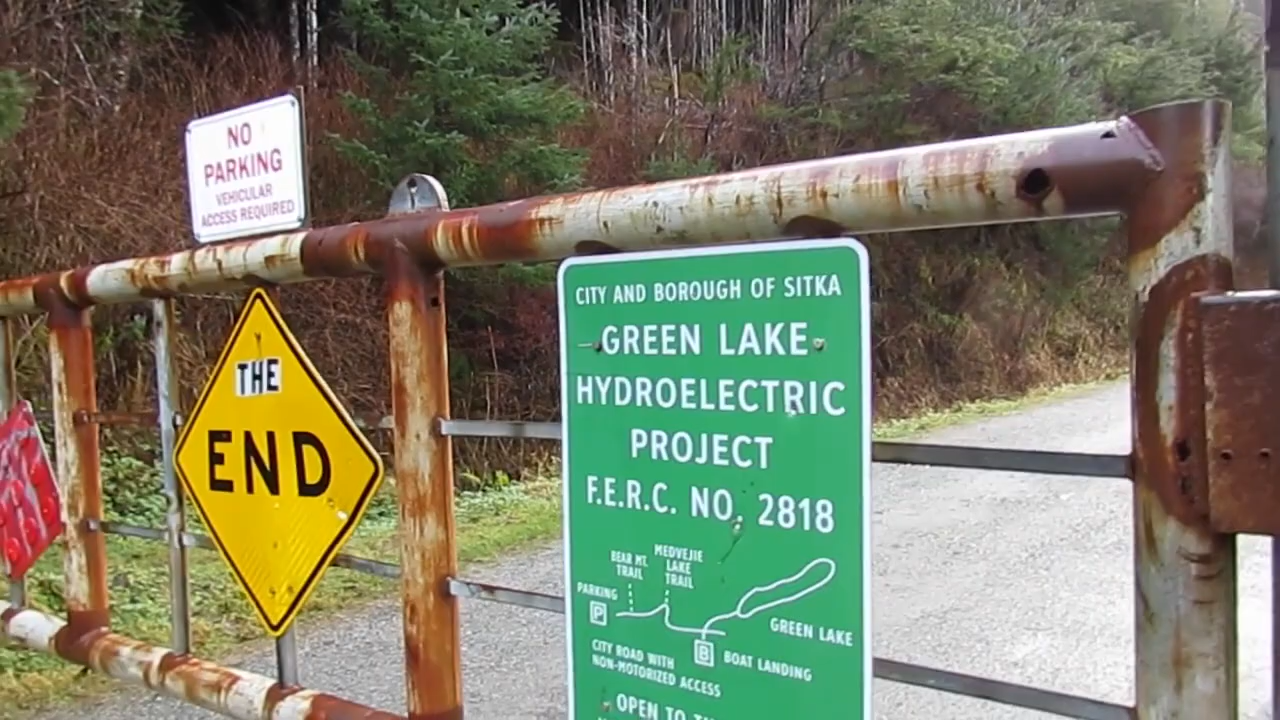 NO
PARKING
VEHICULAR
ACCESS REQUIRED
THE
END
CITY AND BOROUGH OF SITKA
GREEN LAKE
HYDROELECTRIC
PROJECT
F.E.R.C. NO. 2818
BEAR MT.
TRAIL
MEDVEJIE
LAKE
TRAIL
PARKING
P
GREEN LAKE
B
BOAT LANDING
CITY ROAD WITH
NON-MOTORIZED ACCESS
OPEN TO